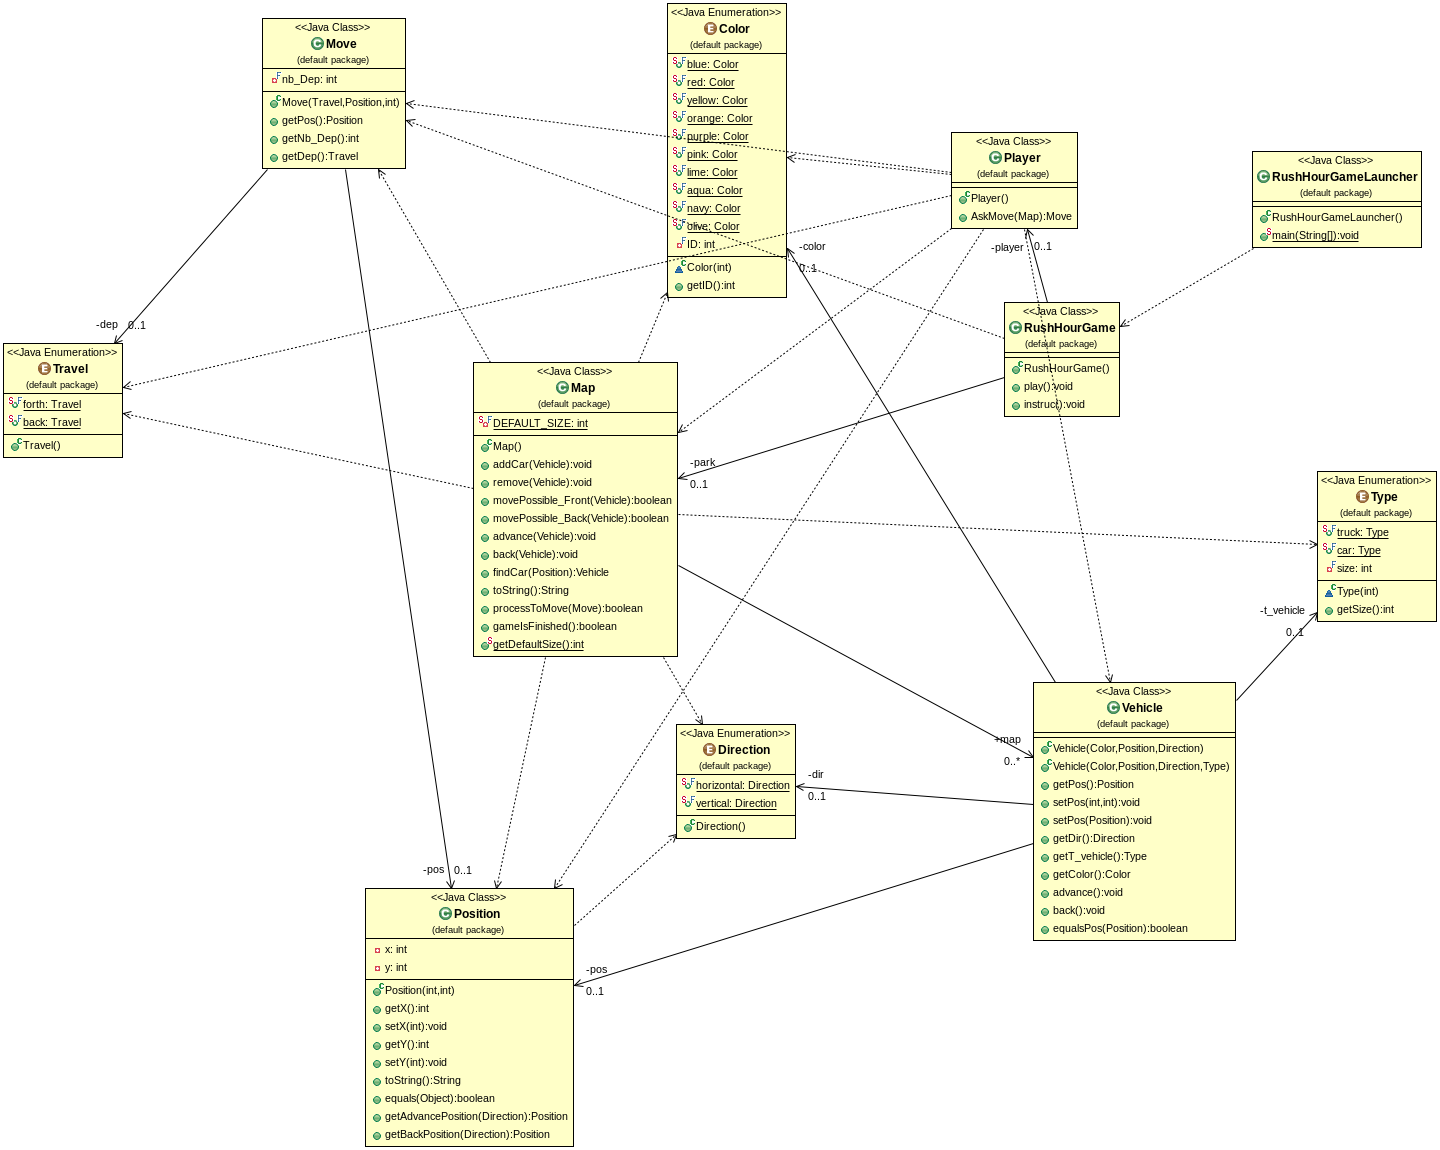 <<Java Class>>
Move
(default package)
nb_Dep: int
Move(Travel,Position,int)
getPos():Position
getNb_Dep():int
getDep():Travel
<<Java Enumeration>>
Color
(default package)
blue: Color
red: Color
yellow: Color
orange: Color
purple: Color
pink: Color
lime: Color
aqua: Color
navy: Color
olive: Color
ID: int
Color(int)
getID():int
<<Java Class>>
Player
(default package)
Player()
AskMove(Map):Move
<<Java Class>>
RushHourGameLauncher
(default package)
RushHourGameLauncher()
main(String[]):void
-color
0..1
-player
0..1
<<Java Class>>
RushHourGame
(default package)
RushHourGame()
play():void
instruct():void
-dep
0..1
<<Java Enumeration>>
Travel
(default package)
forth: Travel
back: Travel
Travel()
<<Java Class>>
Map
(default package)
DEFAULT_SIZE: int
Map()
addCar(Vehicle):void
remove(Vehicle):void
movePossible_Front(Vehicle):boolean
movePossible_Back(Vehicle):boolean
advance(Vehicle):void
back(Vehicle):void
findCar(Position):Vehicle
toString():String
processToMove(Move):boolean
gameIsFinished():boolean
getDefaultSize():int
-park
0..1
<<Java Enumeration>>
Type
(default package)
truck: Type
car: Type
size: int
Type(int)
getSize():int
-t_vehicle
0..1
<<Java Class>>
Vehicle
(default package)
Vehicle(Color,Position,Direction)
Vehicle(Color,Position,Direction,Type)
getPos():Position
setPos(int,int):void
setPos(Position):void
getDir():Direction
getT_vehicle():Type
getColor():Color
advance():void
back():void
equalsPos(Position):boolean
+map
0..*
<<Java Enumeration>>
Direction
(default package)
horizontal: Direction
vertical: Direction
Direction()
-dir
0..1
-pos
0..1
<<Java Class>>
Position
(default package)
x: int
y: int
Position(int,int)
getX():int
setX(int):void
getY():int
setY(int):void
toString():String
equals(Object):boolean
getAdvancePosition(Direction):Position
getBackPosition(Direction):Position
-pos
0..1